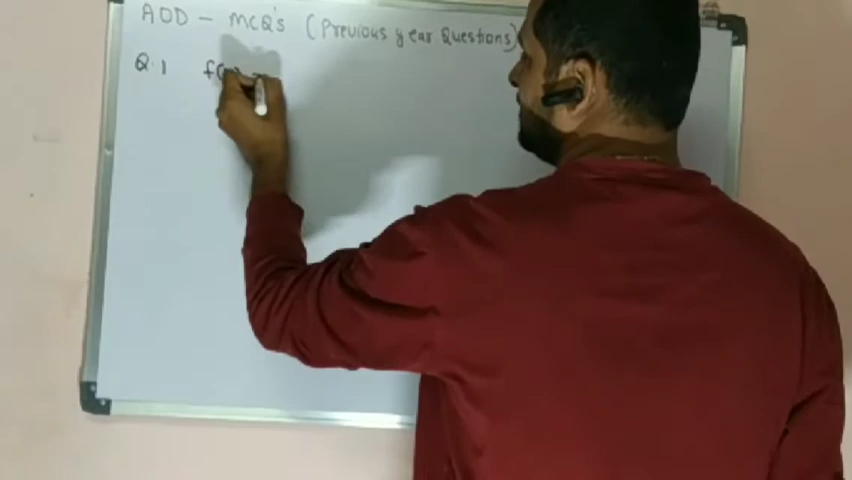 AOD - MCQ's (Previous year Questions)
Q.1 f(x) =